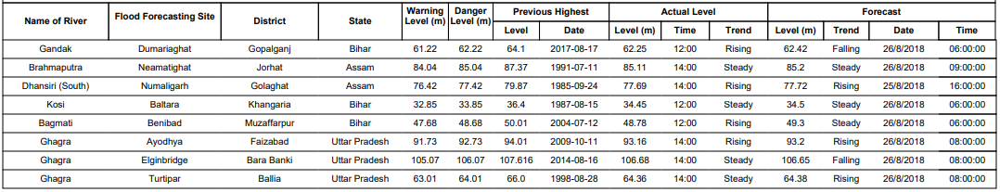 Name of River Flood Forecasting Site District State Warning Level (m) Danger Level (m) Previous Highest Actual Level Forecast
Level Date Level (m) Time Trend Level (m) Trend Date Time
Gandak Dumariaghat Gopalganj Bihar 61.22 62.22 64.1 2017-08-17 62.25 12:00 Rising 62.42 Falling 26/8/2018 06:00:00
Brahmaputra Neamatighat Jorhat Assam 84.04 85.04 87.37 1991-07-11 85.11 14:00 Steady 85.2 Steady 26/8/2018 09:00:00
Dhansiri (South) Numaligarh Golaghat Assam 76.42 77.42 79.87 1985-09-24 77.69 14:00 Rising 77.72 Rising 25/8/2018 16:00:00
Kosi Baltara Khangaria Bihar 32.85 33.85 36.4 1987-08-15 34.45 12:00 Steady 34.5 Steady 26/8/2018 06:00:00
Bagmati Benibad Muzaffarpur Bihar 47.68 48.68 50.01 2004-07-12 48.78 12:00 Rising 49.3 Steady 26/8/2018 06:00:00
Ghagra Ayodhya Faizabad Uttar Pradesh 91.73 92.73 94.01 2009-10-11 93.16 14:00 Rising 93.2 Rising 26/8/2018 08:00:00
Ghagra Elginbridge Bara Banki Uttar Pradesh 105.07 106.07 107.616 2014-08-16 106.68 14:00 Steady 106.65 Falling 26/8/2018 08:00:00
Ghagra Turtipar Ballia Uttar Pradesh 63.01 64.01 66.0 1998-08-28 64.36 14:00 Steady 64.38 Rising 26/8/2018 08:00:00